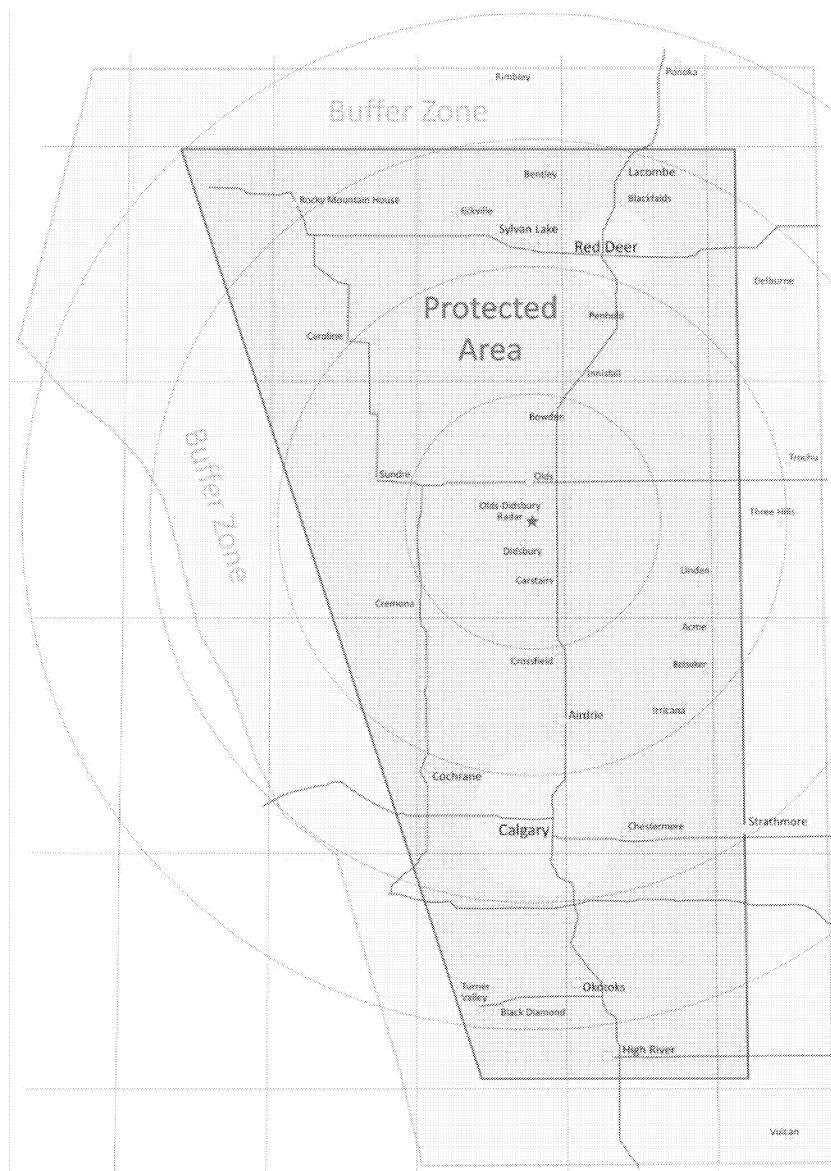 Rimbley
Ponoka
Buffer Zone
Bentley
Lacombe
Rocky Mountain House
Blackfalds
Eckville
Sylvan Lake
Red Deer
Delburne
Protected
Area
Penhold
Caroline
Innisfail
Bowden
Buffer Zone
Trochu
Sundre
Olds
Olds-Didsbury
Radar
Three Hills
Didsbury
Linden
Carstairs
Cremona
Acme
Crossfield
Beiseker
Irricana
Airdrie
Cochrane
Calgary
Chestermere
Strathmore
Turner
Valley
Okotoks
Black Diamond
High River
Vulcan